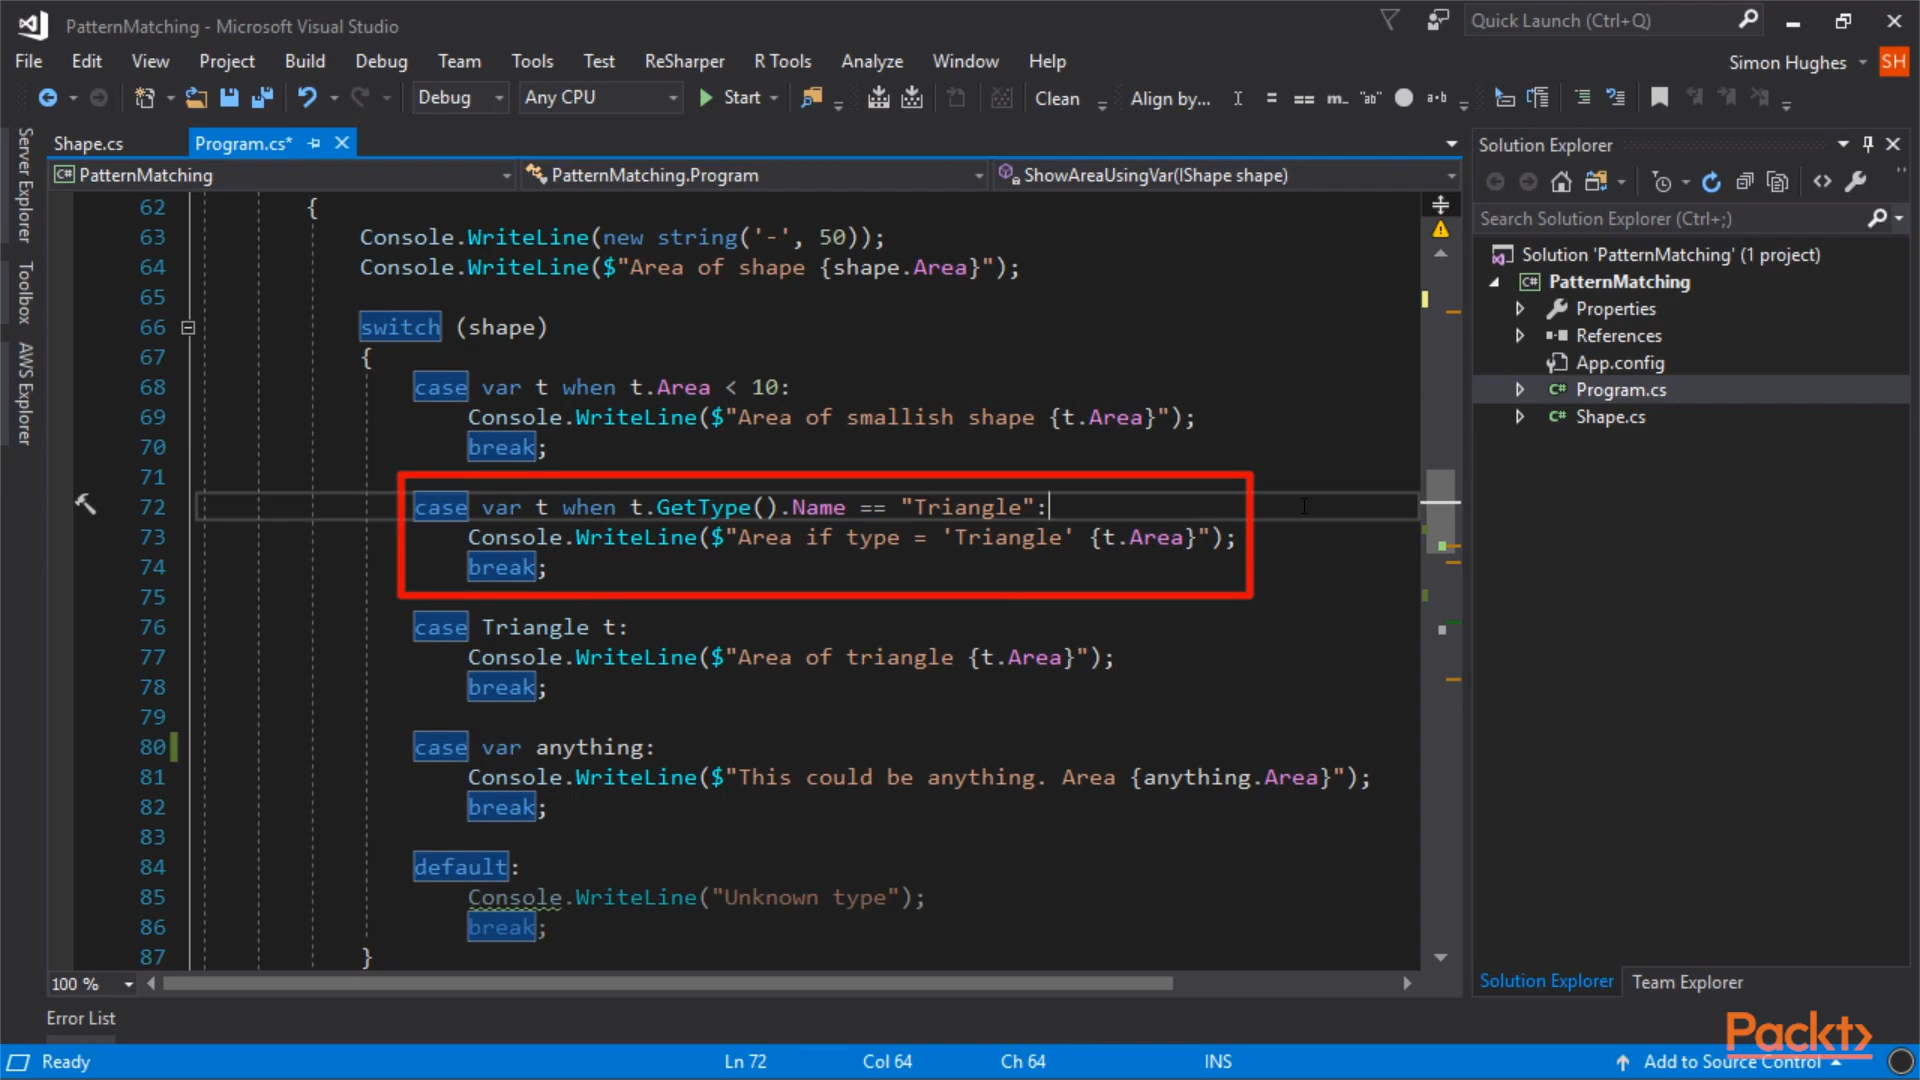 PatternMatching - Microsoft Visual Studio
Quick Launch (Ctrl+Q)
File Edit View Project Build Debug Team Tools Test ReSharper R Tools Analyze Window Help
Simon Hughes SH
Debug Any CPU Start Clean Align by...
Server Explorer
Toolbox
AWS Explorer
Shape.cs Program.cs*
PatternMatching PatternMatching.Program ShowAreaUsingVar(IShape shape)
62 {
63 Console.WriteLine(new string('-', 50));
64 Console.WriteLine($"Area of shape {shape.Area}");
65
66 switch (shape)
67 {
68 case var t when t.Area < 10:
69 Console.WriteLine($"Area of smallish shape {t.Area}");
70 break;
71
72 case var t when t.GetType().Name == "Triangle":
73 Console.WriteLine($"Area if type = 'Triangle' {t.Area}");
74 break;
75
76 case Triangle t:
77 Console.WriteLine($"Area of triangle {t.Area}");
78 break;
79
80 case var anything:
81 Console.WriteLine($"This could be anything. Area {anything.Area}");
82 break;
83
84 default:
85 Console.WriteLine("Unknown type");
86 break;
87 }
100 %
Solution Explorer
Search Solution Explorer (Ctrl+;)
Solution 'PatternMatching' (1 project)
C# PatternMatching
Properties
References
App.config
C# Program.cs
C# Shape.cs
Solution Explorer Team Explorer
Error List
Packt>
Ready Ln 72 Col 64 Ch 64 INS Add to Source Control